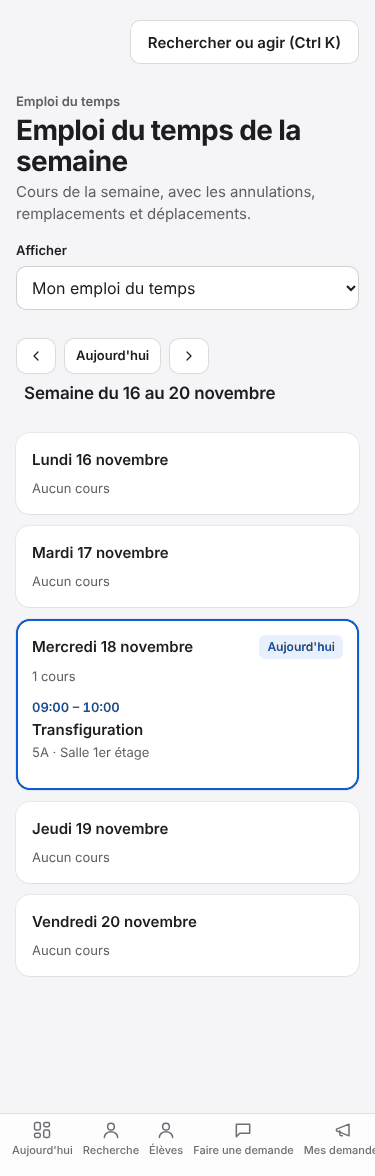 Rechercher ou agir (Ctrl K)
Emploi du temps
Emploi du temps de la
semaine
Cours de la semaine, avec les annulations,
remplacements et déplacements.
Afficher
Mon emploi du temps
Aujourd'hui
Semaine du 16 au 20 novembre
Lundi 16 novembre
Aucun cours
Mardi 17 novembre
Aucun cours
Mercredi 18 novembre
Aujourd'hui
1 cours
09:00 – 10:00
Transfiguration
5A · Salle 1er étage
Jeudi 19 novembre
Aucun cours
Vendredi 20 novembre
Aucun cours
Aujourd'hui Recherche Élèves Faire une demande Mes demande